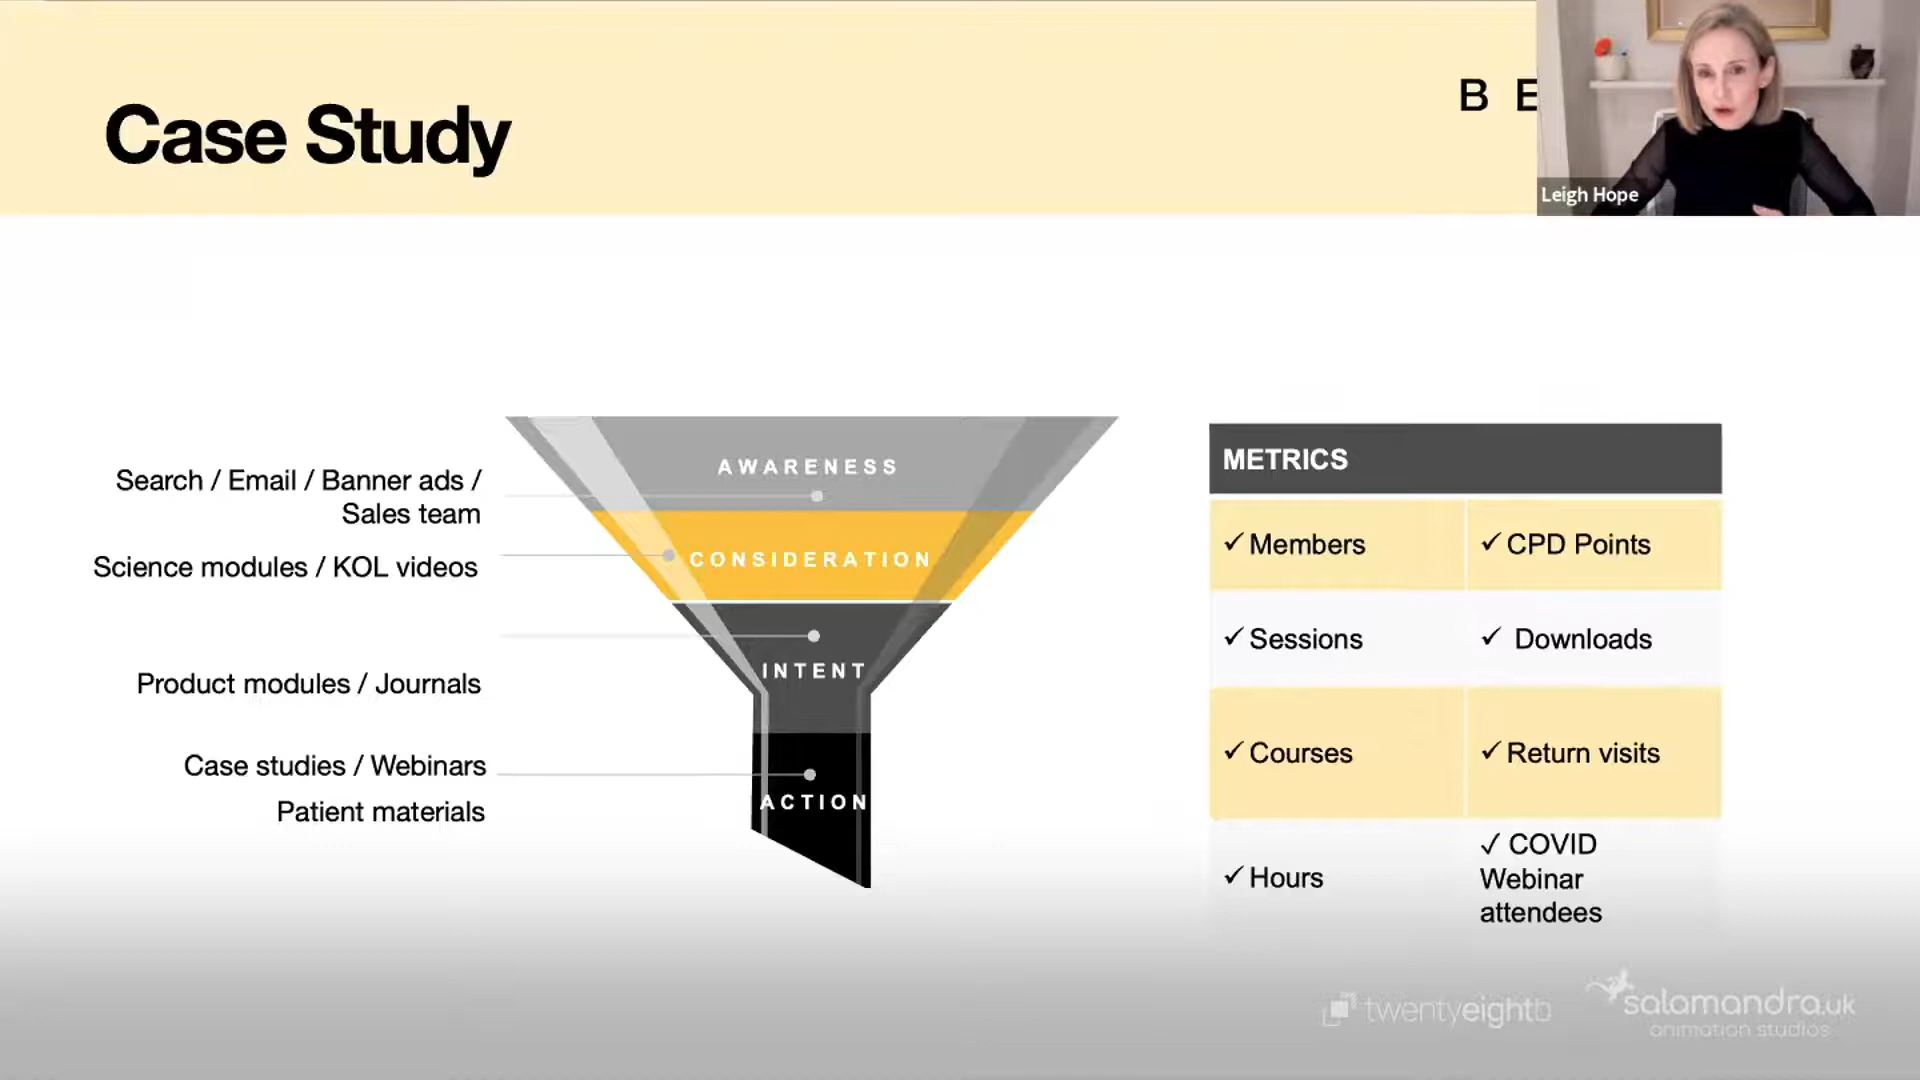 Case Study
B E
Leigh Hope
Search / Email / Banner ads /
Sales team
Science modules / KOL videos
Product modules / Journals
Case studies / Webinars
Patient materials
AWARENESS
CONSIDERATION
INTENT
ACTION
METRICS
✓ Members
✓ CPD Points
✓ Sessions
✓ Downloads
✓ Courses
✓ Return visits
✓ Hours
✓ COVID
Webinar
attendees
twentyeightb
salamandra.uk
animation studios